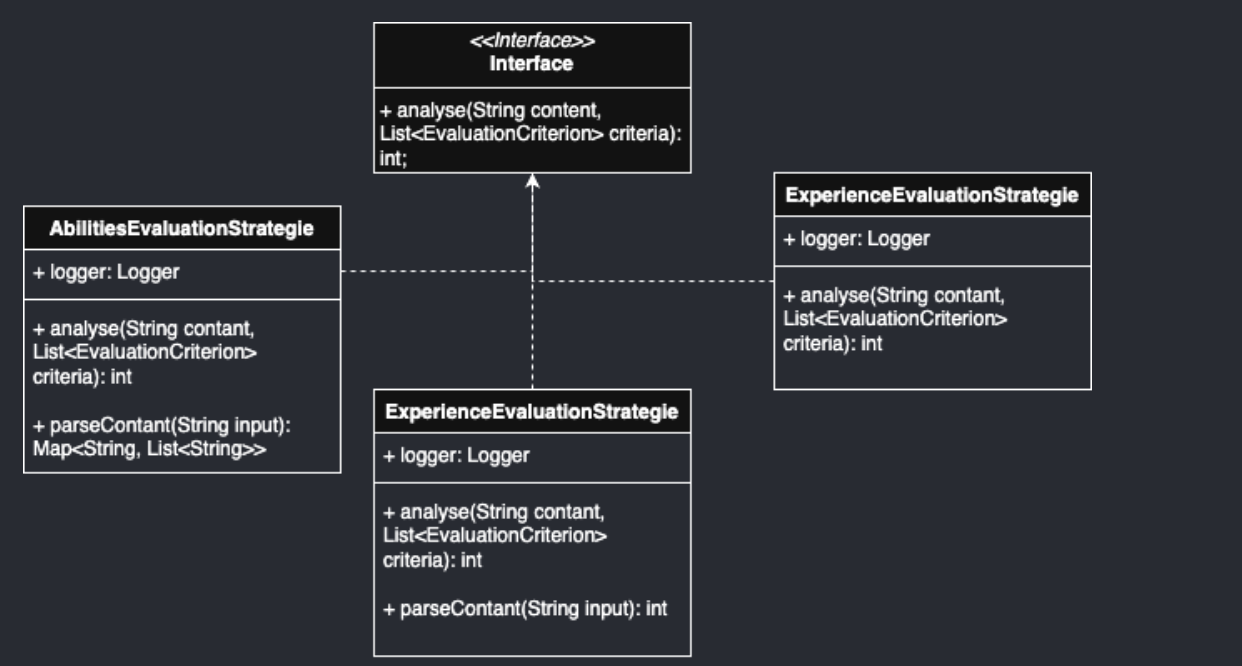 <<Interface>>
Interface
+ analyse(String content,
List<EvaluationCriterion> criteria):
int;
AbilitiesEvaluationStrategie
+ logger: Logger
+ analyse(String contant,
List<EvaluationCriterion>
criteria): int
+ parseContant(String input):
Map<String, List<String>>
ExperienceEvaluationStrategie
+ logger: Logger
+ analyse(String contant,
List<EvaluationCriterion>
criteria): int
+ parseContant(String input): int
ExperienceEvaluationStrategie
+ logger: Logger
+ analyse(String contant,
List<EvaluationCriterion>
criteria): int